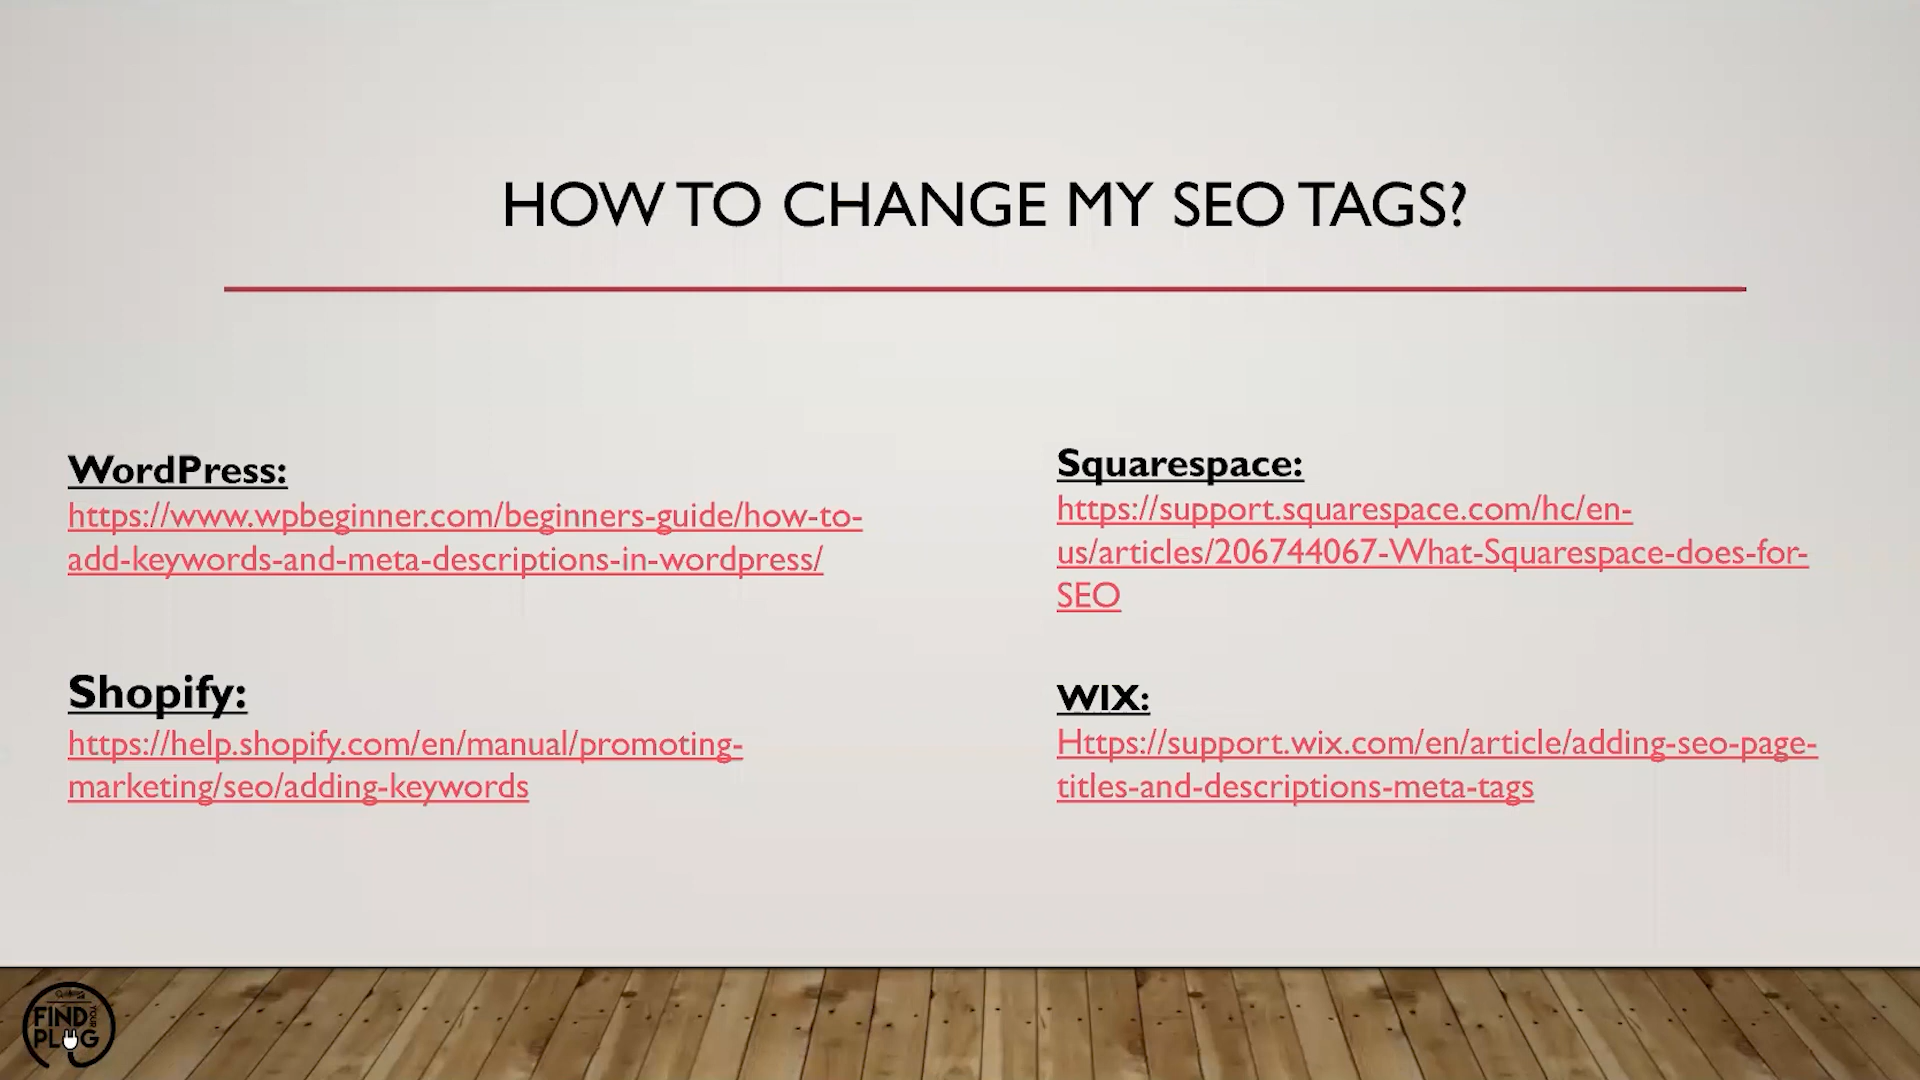 HOW TO CHANGE MY SEO TAGS?
WordPress:
https://www.wpbeginner.com/beginners-guide/how-to-
add-keywords-and-meta-descriptions-in-wordpress/
Shopify:
https://help.shopify.com/en/manual/promoting-
marketing/seo/adding-keywords
Squarespace:
https://support.squarespace.com/hc/en-
us/articles/206744067-What-Squarespace-does-for-
SEO
WIX:
Https://support.wix.com/en/article/adding-seo-page-
titles-and-descriptions-meta-tags
FIND
YOUR
PLUG